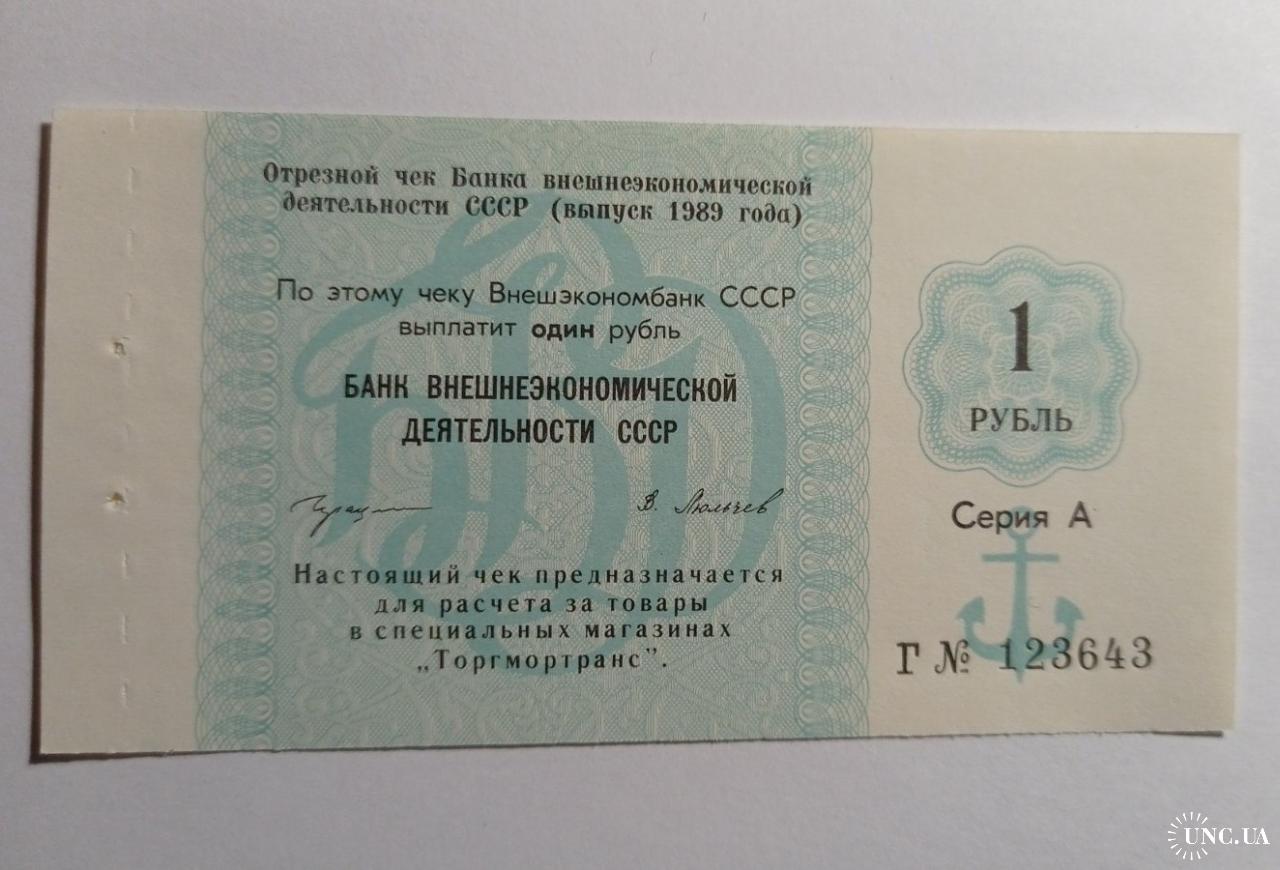 Отрезной чек Банка внешнеэкономической
деятельности СССР (выпуск 1989 года)
По этому чеку Внешэкономбанк СССР
выплатит один рубль
БАНК ВНЕШНЕЭКОНОМИЧЕСКОЙ
ДЕЯТЕЛЬНОСТИ СССР
В. Люльчев
Настоящий чек предназначается
для расчета за товары
в специальных магазинах
„Торгмортранс”.
1
РУБЛЬ
Серия А
Г № 123643
UNC.UA